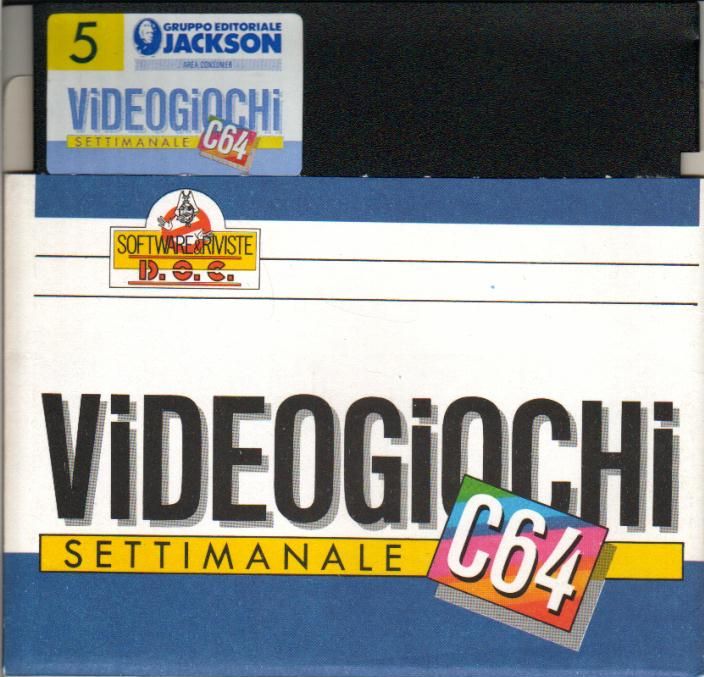 5
GRUPPO EDITORIALE
JACKSON
AREA CONSUMER
ViDEOGiOCHi
SETTIMANALE
C64
SOFTWARE&RIVISTE
D.O.C.
ViDEOGiOCHi
SETTIMANALE
C64